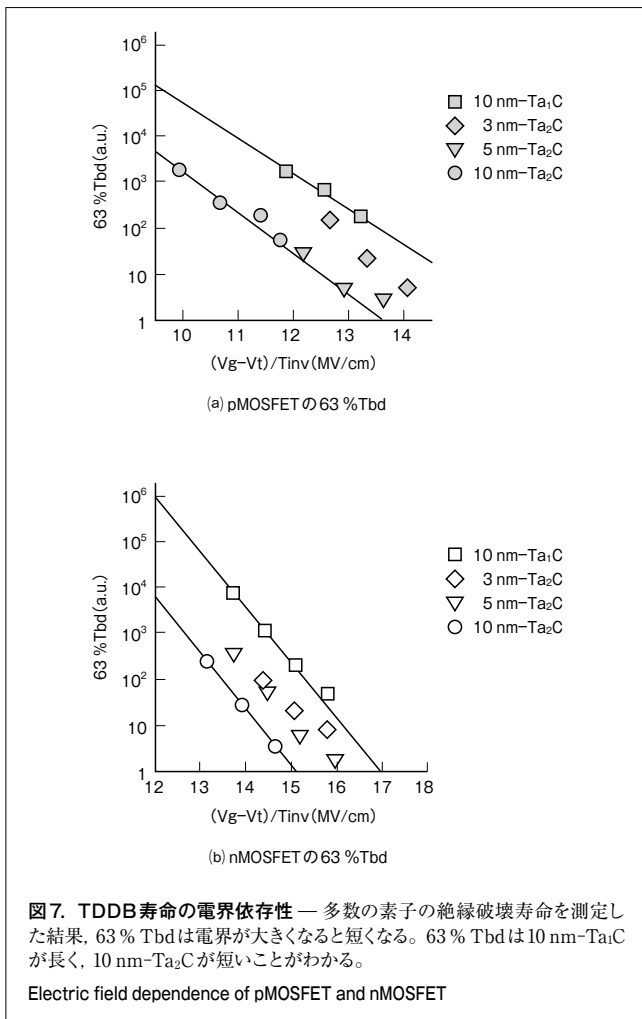 10⁶
10⁵
10⁴
10³
10²
10
1
63 %Tbd(a.u.)
10 11 12 13 14
(Vg−Vt)/Tinv(MV/cm)
10 nm−Ta₁C
3 nm−Ta₂C
5 nm−Ta₂C
10 nm−Ta₂C
(a) pMOSFETの63 %Tbd
10⁶
10⁵
10⁴
10³
10²
10
1
63 %Tbd(a.u.)
12 13 14 15 16 17 18
(Vg−Vt)/Tinv(MV/cm)
10 nm−Ta₁C
3 nm−Ta₂C
5 nm−Ta₂C
10 nm−Ta₂C
(b) nMOSFETの63 %Tbd
図7. TDDB寿命の電界依存性 — 多数の素子の絶縁破壊寿命を測定し
た結果, 63 % Tbdは電界が大きくなると短くなる。63 % Tbdは10 nm-Ta₁C
が長く, 10 nm-Ta₂Cが短いことがわかる。
Electric field dependence of pMOSFET and nMOSFET